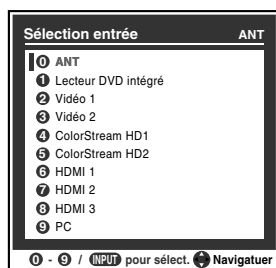 Sélection entrée ANT
0 ANT
1 Lecteur DVD intégré
2 Vidéo 1
3 Vidéo 2
4 ColorStream HD1
5 ColorStream HD2
6 HDMI 1
7 HDMI 2
8 HDMI 3
9 PC
0 - 9 / INPUT pour sélect. Navigatuer